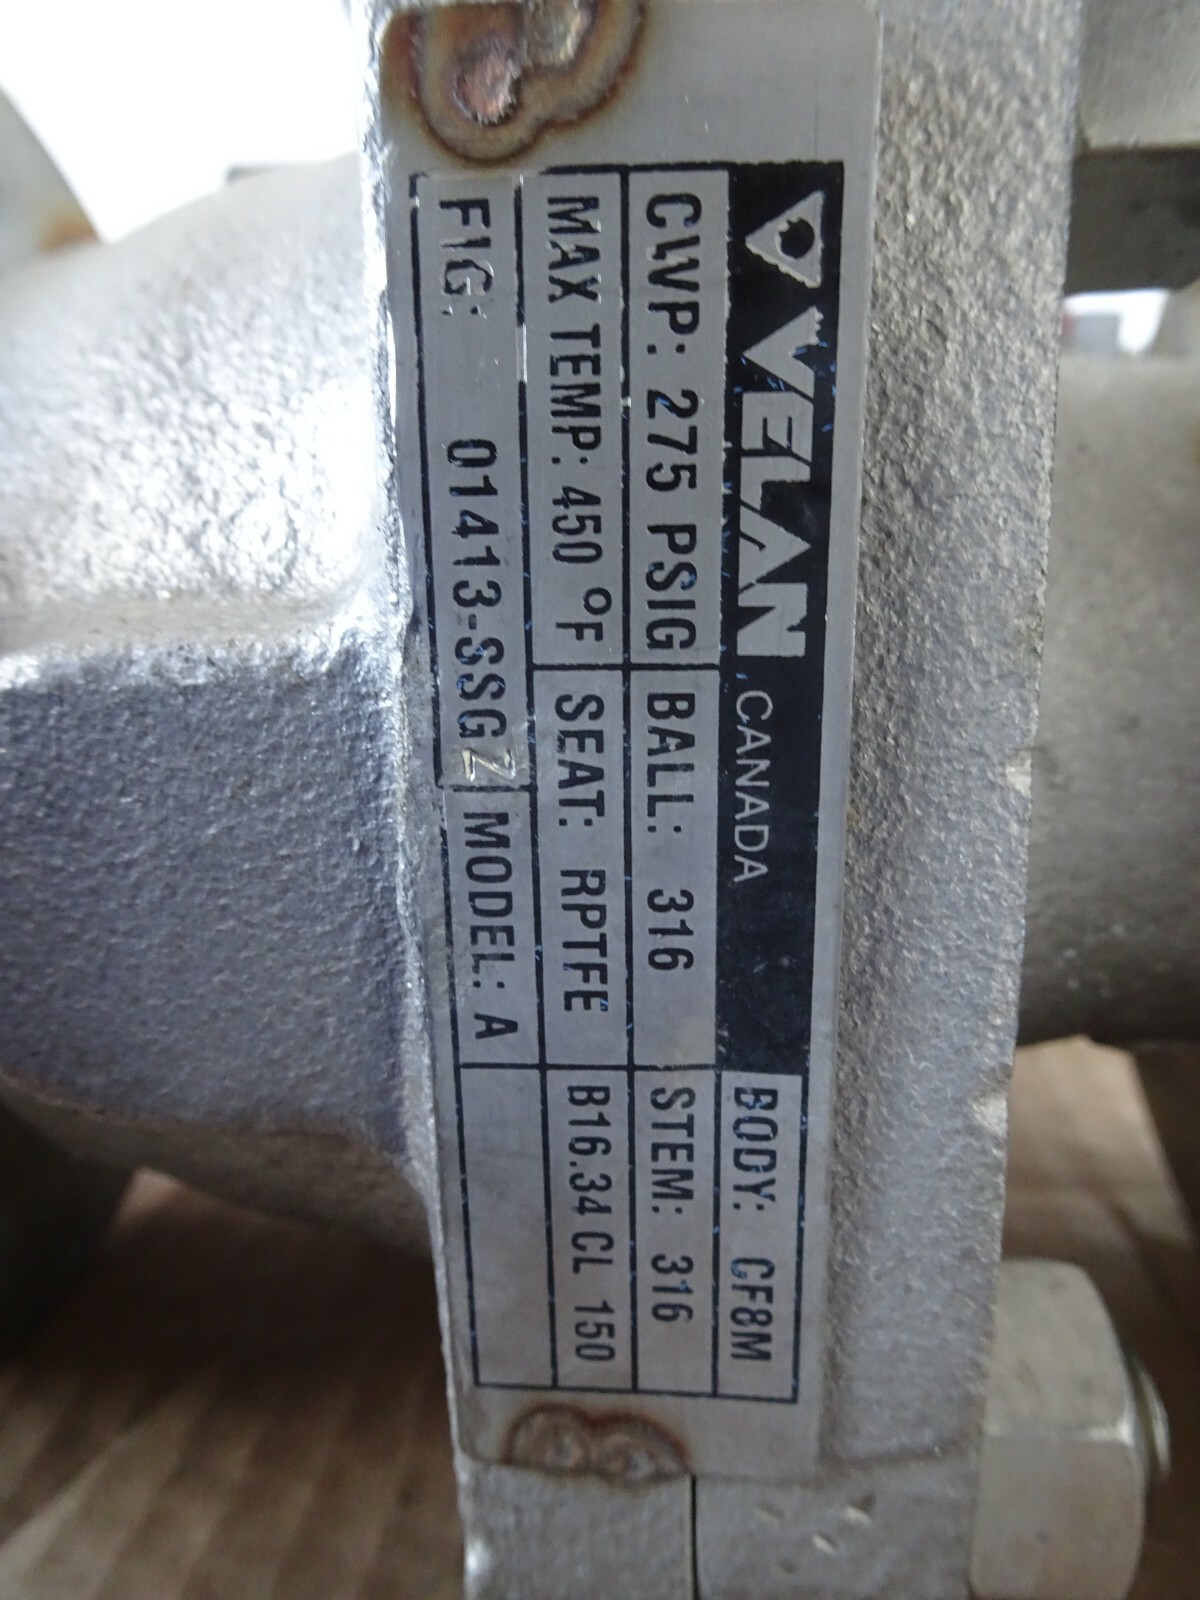 VELAN, CANADA BODY: CF8M
CWP: 275 PSIG BALL: 316 STEM: 316
MAX TEMP: 450 °F SEAT: RPTFE B16.34 CL 150
FIG: 01413-SSGZ MODEL: A